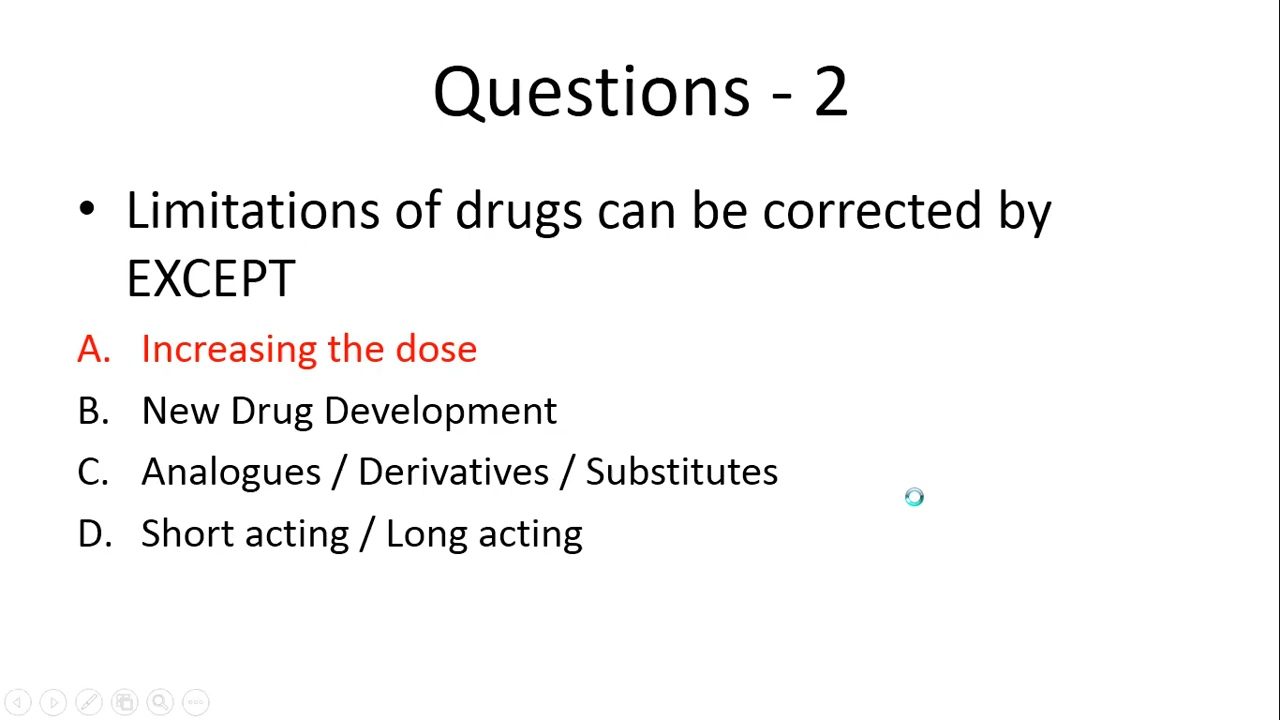 Questions - 2
• Limitations of drugs can be corrected by
EXCEPT
A. Increasing the dose
B. New Drug Development
C. Analogues / Derivatives / Substitutes
D. Short acting / Long acting